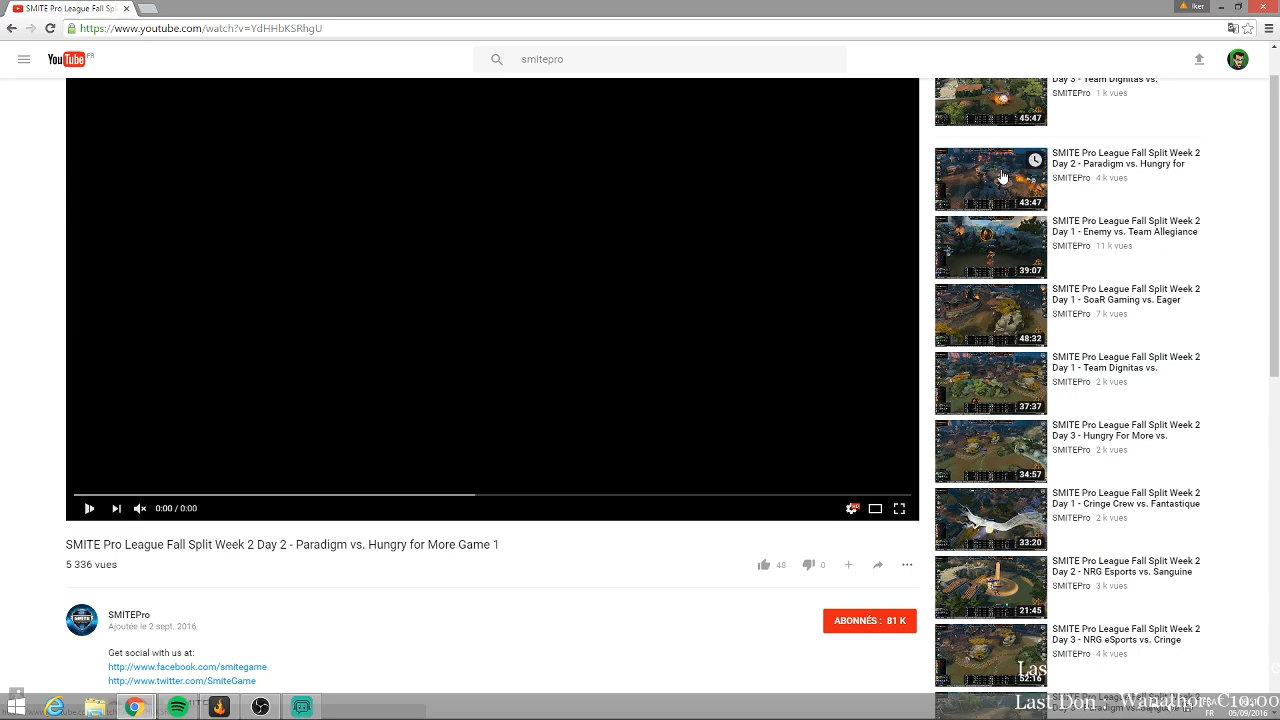 SMITE Pro League Fall Spl
Iker
https://www.youtube.com/watch?v=YdHHbKSRhgU
YouTube FR
smitepro
Day 3 - Team Dignitas vs.
SMITEPro 1 k vues
45:47
SMITE Pro League Fall Split Week 2
Day 2 - Paradigm vs. Hungry for
SMITEPro 4 k vues
43:47
SMITE Pro League Fall Split Week 2
Day 1 - Enemy vs. Team Allegiance
SMITEPro 11 k vues
39:07
SMITE Pro League Fall Split Week 2
Day 1 - SoaR Gaming vs. Eager
SMITEPro 7 k vues
48:32
SMITE Pro League Fall Split Week 2
Day 1 - Team Dignitas vs.
SMITEPro 2 k vues
37:37
SMITE Pro League Fall Split Week 2
Day 3 - Hungry For More vs.
SMITEPro 2 k vues
34:57
SMITE Pro League Fall Split Week 2
Day 1 - Cringe Crew vs. Fantastique
SMITEPro 2 k vues
33:20
SMITE Pro League Fall Split Week 2
Day 2 - NRG Esports vs. Sanguine
SMITEPro 3 k vues
21:45
SMITE Pro League Fall Split Week 2
Day 3 - NRG eSports vs. Cringe
SMITEPro 4 k vues
52:16
0:00 / 0:00
SMITE Pro League Fall Split Week 2 Day 2 - Paradigm vs. Hungry for More Game 1
5 336 vues
48 0
SMITEPro
Ajoutée le 2 sept. 2016
ABONNÉS : 81 K
Get social with us at:
http://www.facebook.com/smitegame
http://www.twitter.com/SmiteGame
Last
Last Don : Wanathor
FR
05/09/2016